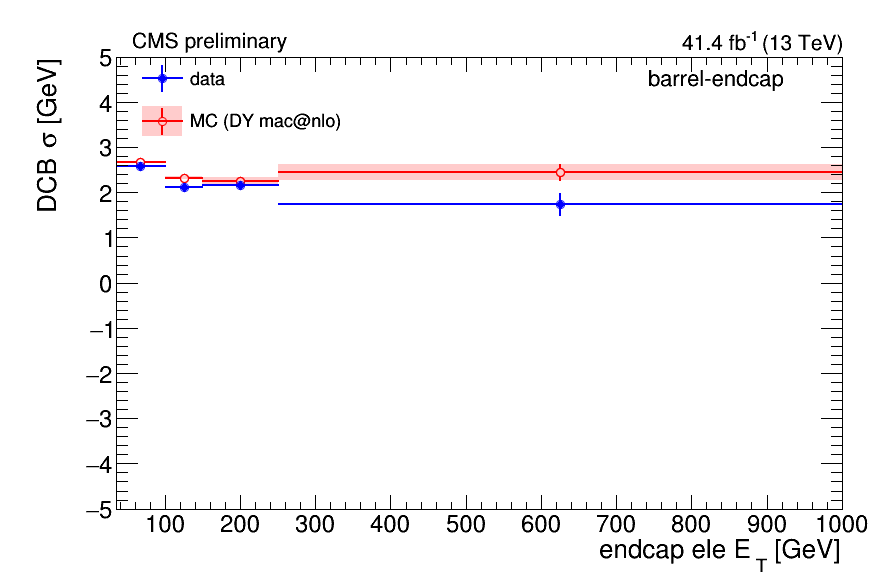 CMS preliminary
41.4 fb-1 (13 TeV)
DCB σ [GeV]
5
4
3
2
1
0
−1
−2
−3
−4
−5
data
MC (DY mac@nlo)
barrel-endcap
100 200 300 400 500 600 700 800 900 1000
endcap ele ET [GeV]